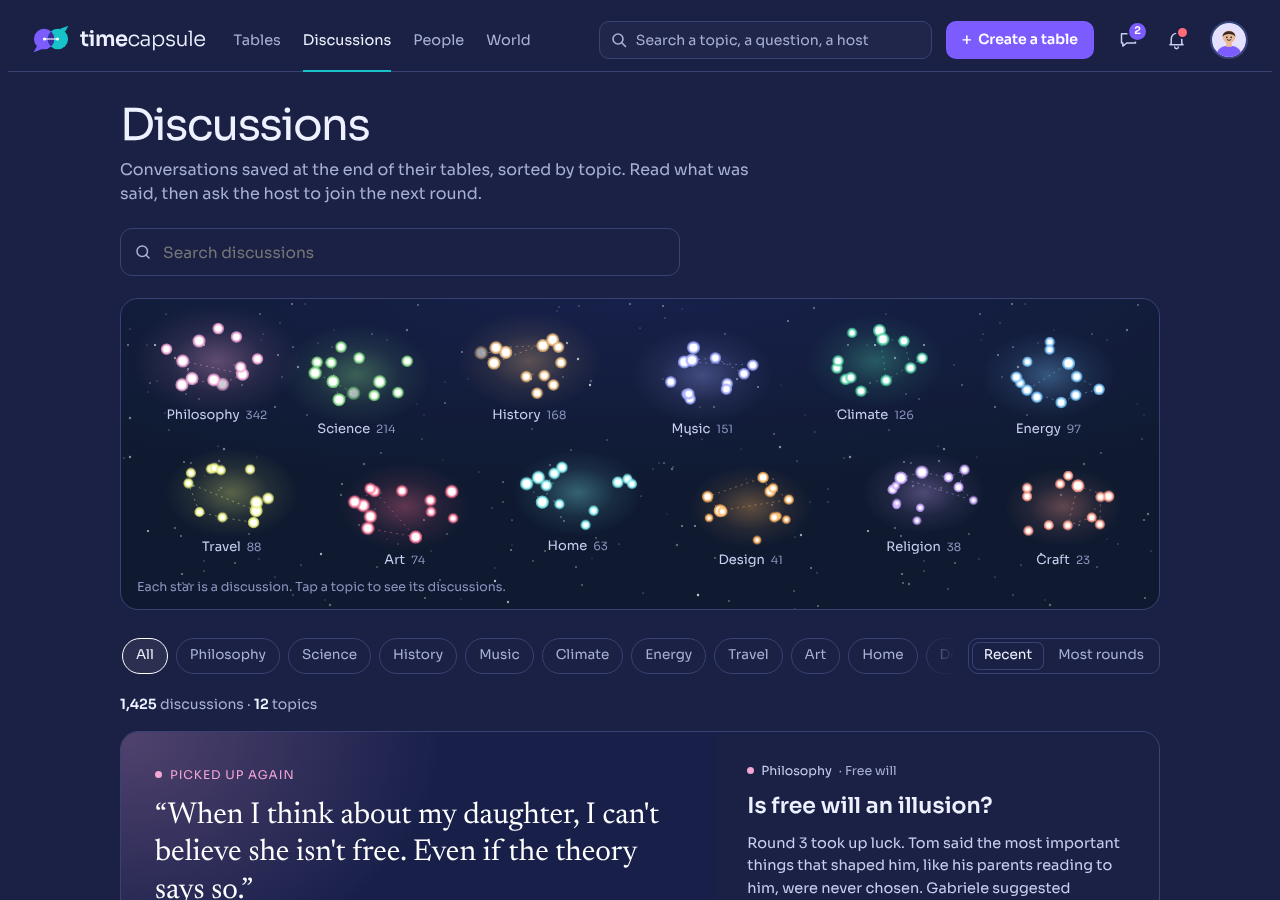 timecapsule Tables Discussions People World Search a topic, a question, a host + Create a table 2
Discussions
Conversations saved at the end of their tables, sorted by topic. Read what was
said, then ask the host to join the next round.
Search discussions
Philosophy 342
Science 214
History 168
Music 151
Climate 126
Energy 97
Travel 88
Art 74
Home 63
Design 41
Religion 38
Craft 23
Each star is a discussion. Tap a topic to see its discussions.
All Philosophy Science History Music Climate Energy Travel Art Home Recent Most rounds
1,425 discussions · 12 topics
PICKED UP AGAIN
“When I think about my daughter, I can't
believe she isn't free. Even if the theory
says so.”
Philosophy · Free will
Is free will an illusion?
Round 3 took up luck. Tom said the most important
things that shaped him, like his parents reading to
him, were never chosen. Gabriele suggested